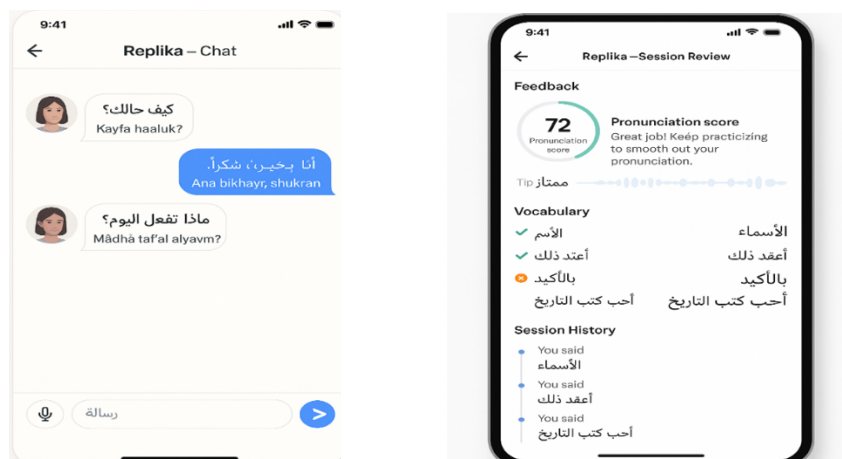 9:41
Replika – Chat
كيف حالك؟
Kayfa haaluk?
أنا بخير، شكراً.
Ana bikhayr, shukran
ماذا تفعل اليوم؟
Mâdhà taf'al alyavm?
رسالة
9:41
Replika –Session Review
Feedback
72
Pronunciation
score
Pronunciation score
Great job! Keép practicizing
to smooth out your
pronunciation.
Tip ممتاز
Vocabulary
الأسم الأسماء
أعتد ذلك أعقد ذلك
بالأكيد بالأكيد
أحب كتب التاريخ أحب كتب التاريخ
Session History
You said
الأسماء
You said
أعقد ذلك
You said
أحب كتب التاريخ